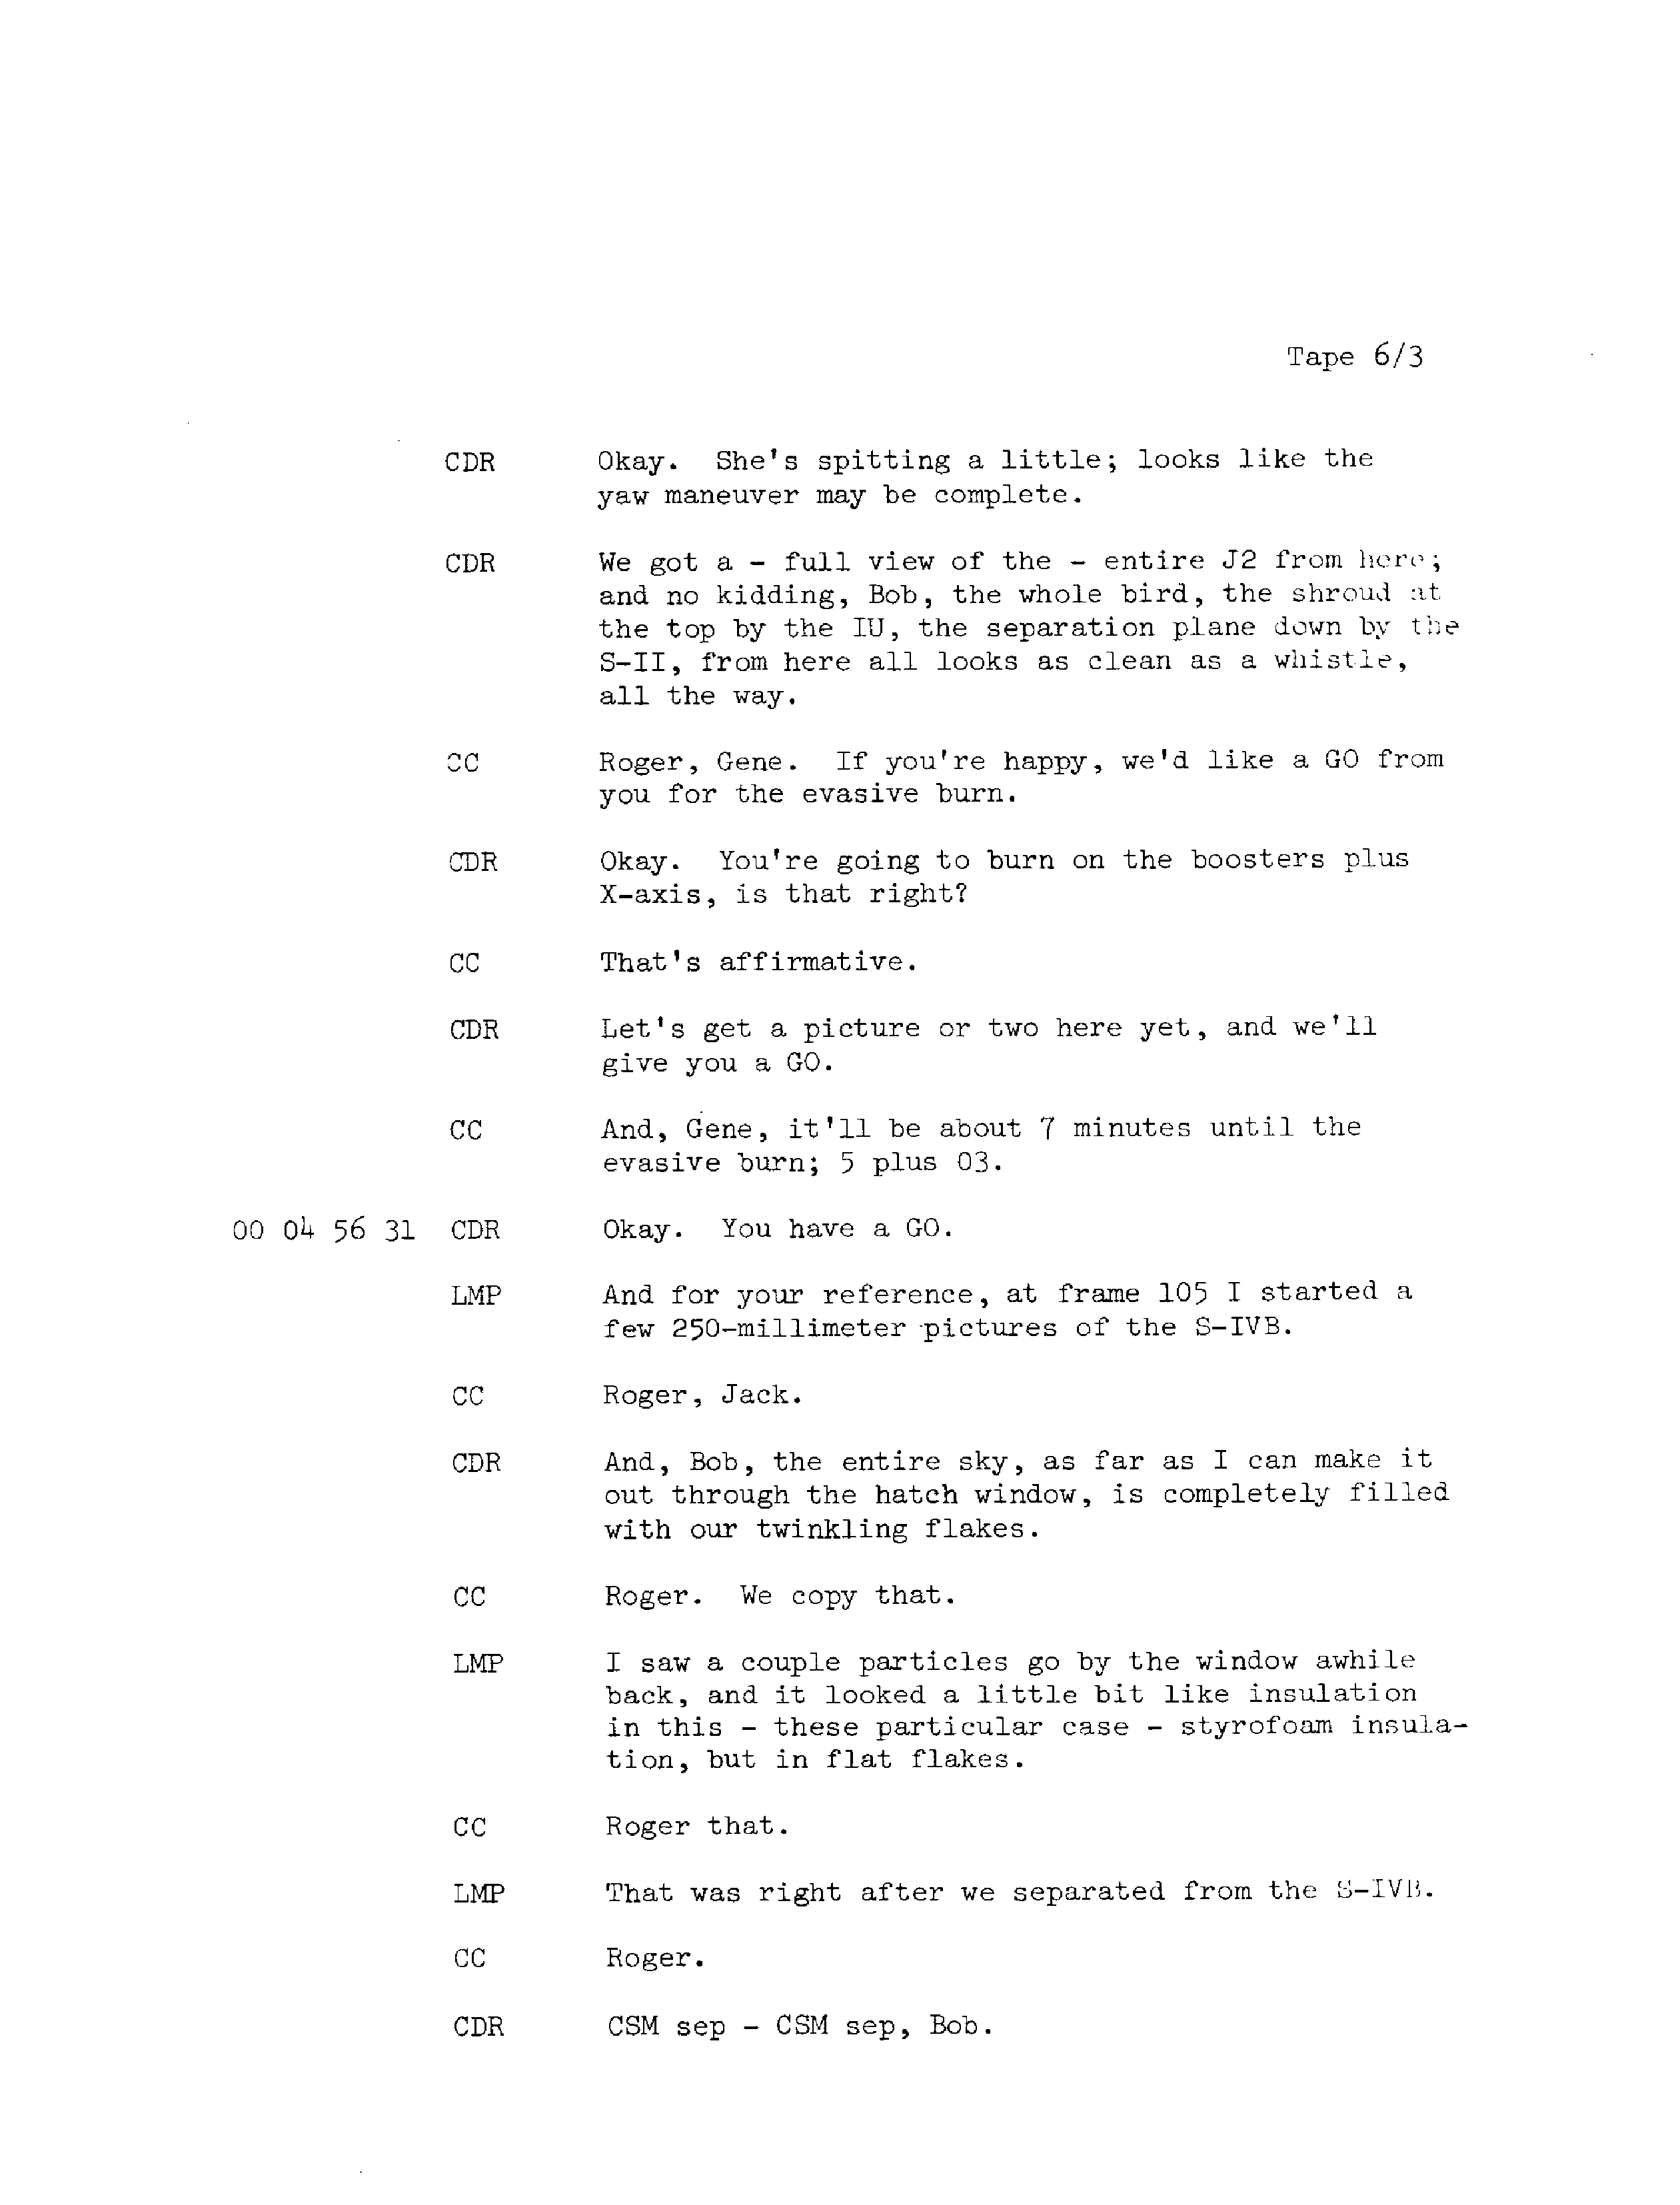 Tape 6/3
CDR Okay. She's spitting a little; looks like the
yaw maneuver may be complete.
CDR We got a - full view of the - entire J2 from here;
and no kidding, Bob, the whole bird, the shroud at
the top by the IU, the separation plane down by the
S-II, from here all looks as clean as a whistle,
all the way.
CC Roger, Gene. If you're happy, we'd like a GO from
you for the evasive burn.
CDR Okay. You're going to burn on the boosters plus
X-axis, is that right?
CC That's affirmative.
CDR Let's get a picture or two here yet, and we'll
give you a GO.
CC And, Gene, it'll be about 7 minutes until the
evasive burn; 5 plus 03.
00 04 56 31 CDR Okay. You have a GO.
LMP And for your reference, at frame 105 I started a
few 250-millimeter pictures of the S-IVB.
CC Roger, Jack.
CDR And, Bob, the entire sky, as far as I can make it
out through the hatch window, is completely filled
with our twinkling flakes.
CC Roger. We copy that.
LMP I saw a couple particles go by the window awhile
back, and it looked a little bit like insulation
in this - these particular case - styrofoam insula-
tion, but in flat flakes.
CC Roger that.
LMP That was right after we separated from the S-IVB.
CC Roger.
CDR CSM sep - CSM sep, Bob.